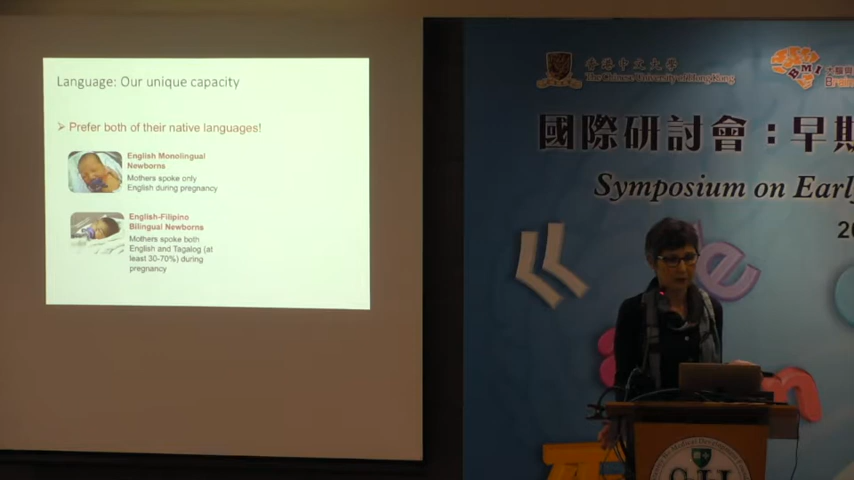 Language: Our unique capacity
➢ Prefer both of their native languages!
English Monolingual
Newborns
Mothers spoke only
English during pregnancy
English-Filipino
Bilingual Newborns
Mothers spoke both
English and Tagalog (at
least 30-70%) during
pregnancy
香港中文大學
The Chinese University of Hong Kong
BMI
Brain
國際研討會：早期
Symposium on Early
20